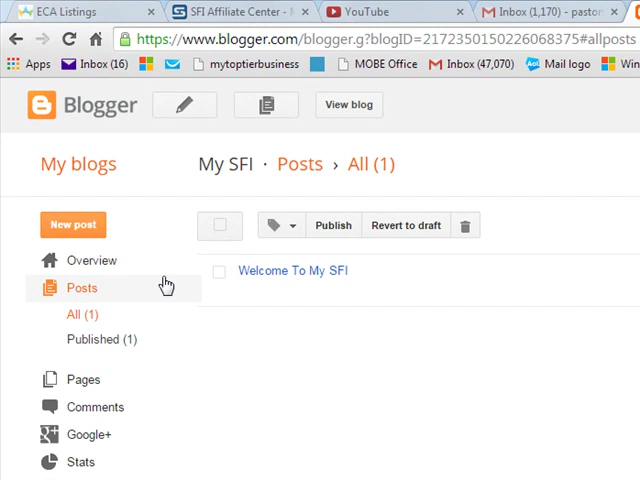 ECA Listings
SFI Affiliate Center -
YouTube
Inbox (1,170) - pastor
https://www.blogger.com/blogger.g?blogID=2172350150226068375#allposts
Apps
Inbox (16)
mytoptierbusiness
MOBE Office
Inbox (47,070)
Aol.
Mail logo
Win
Blogger
View blog
My blogs
My SFI · Posts › All (1)
New post
Publish
Revert to draft
Overview
Welcome To My SFI
Posts
All (1)
Published (1)
Pages
Comments
Google+
Stats